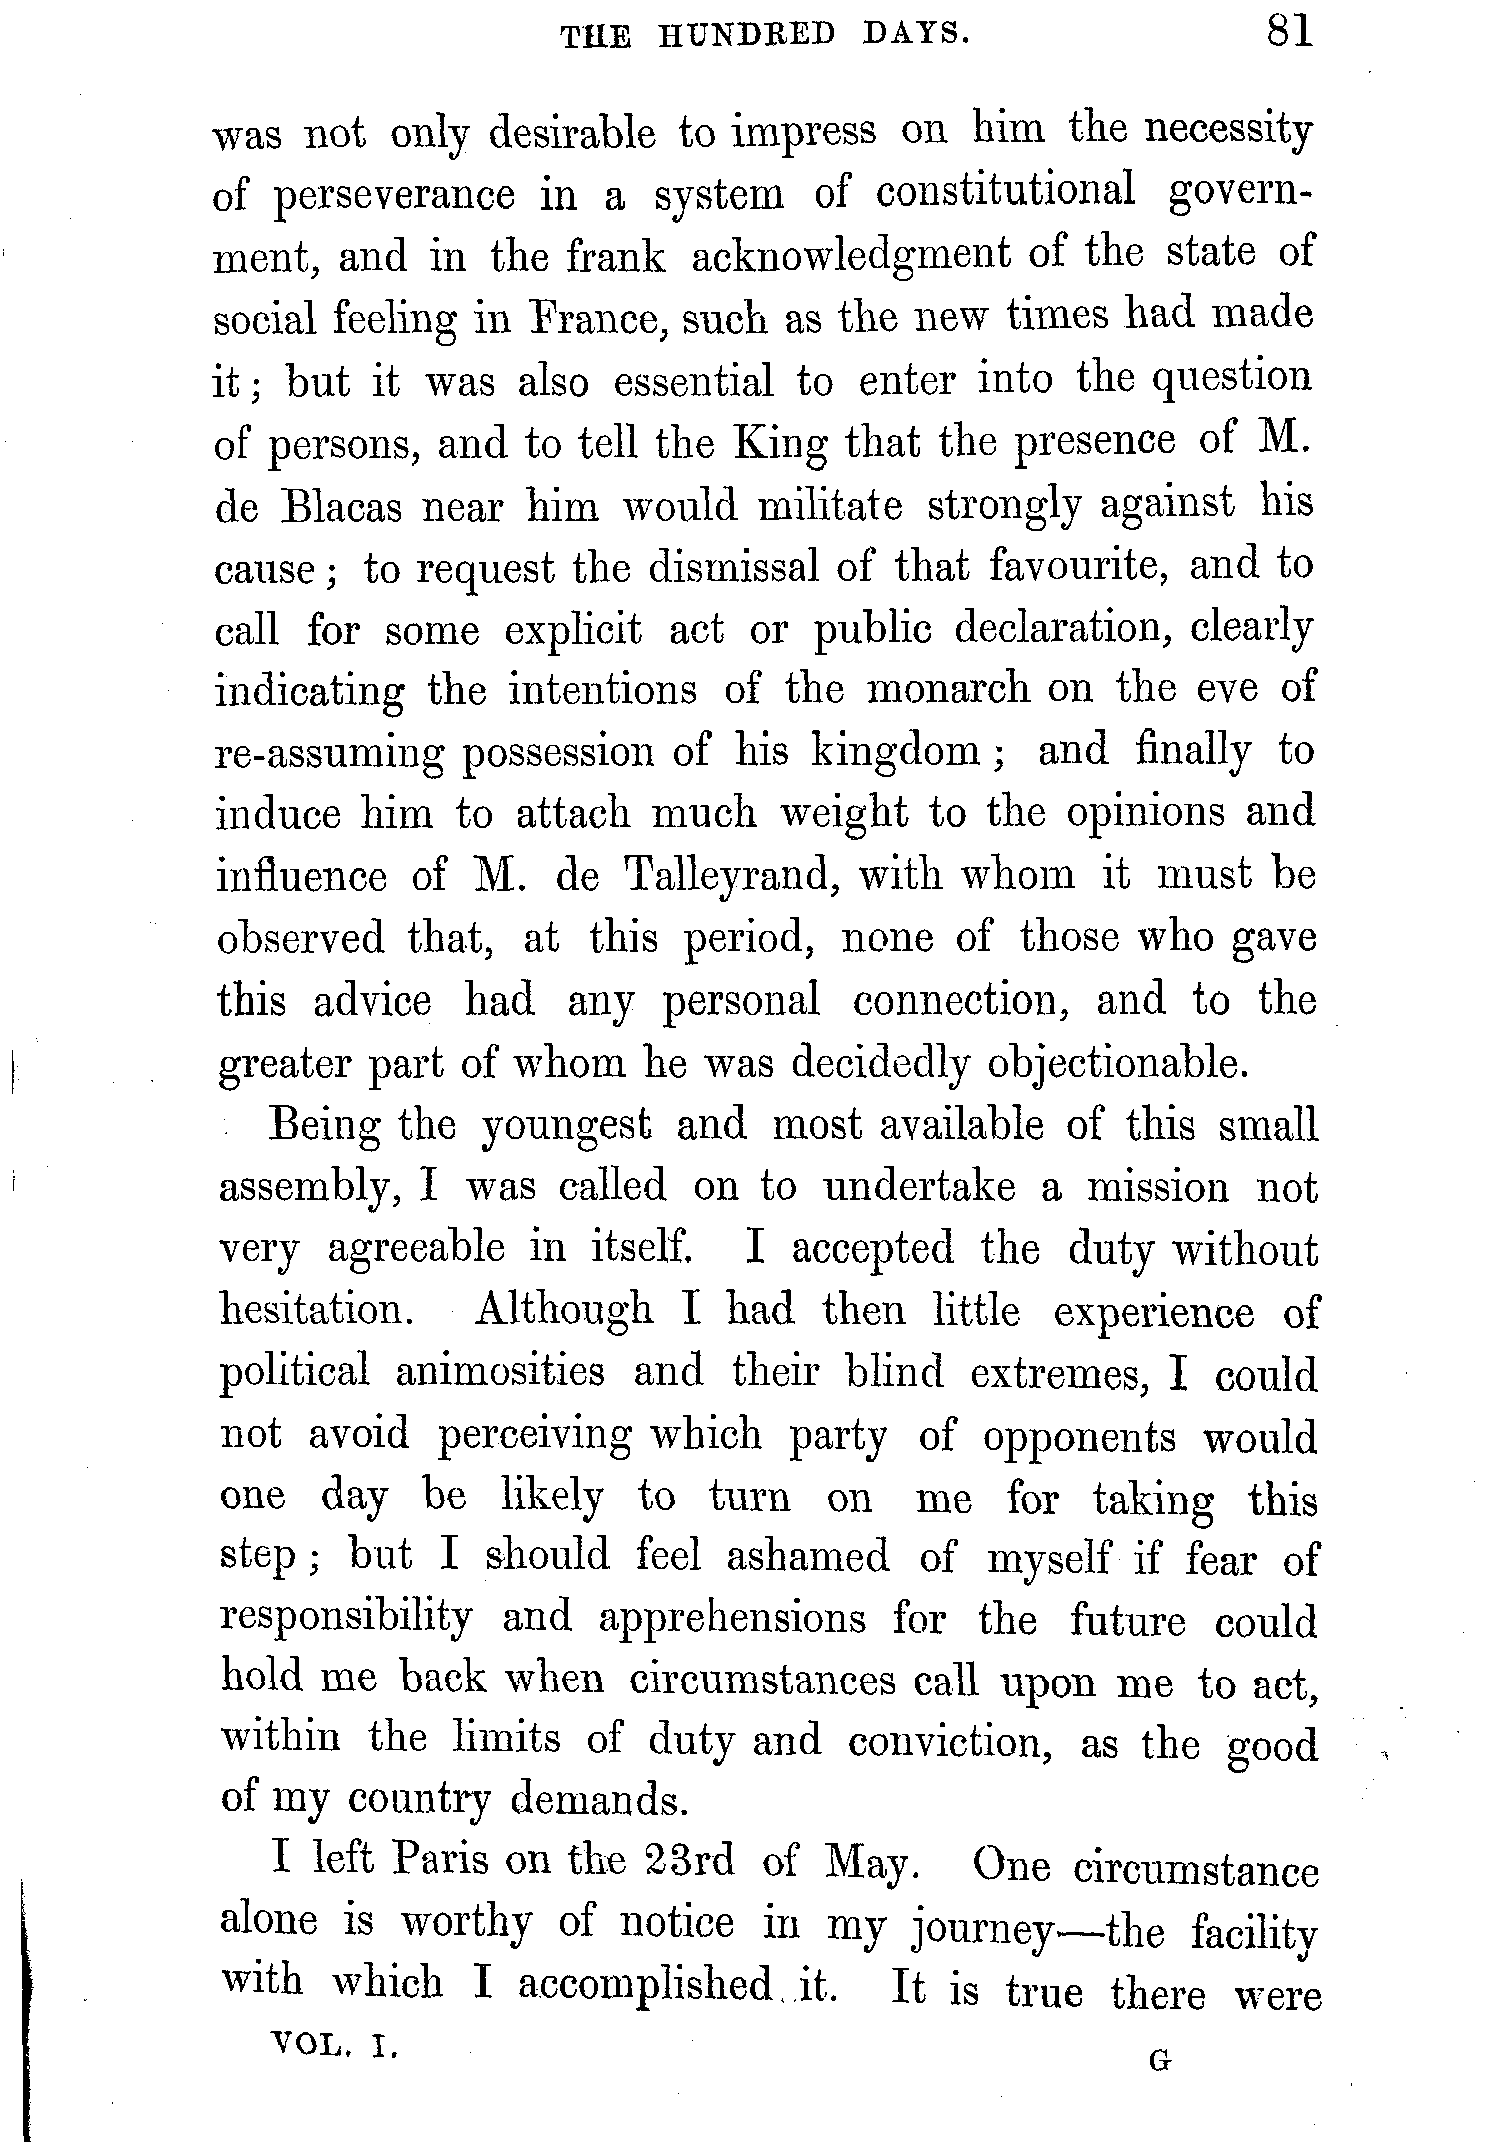 THE HUNDRED DAYS. 81
was not only desirable to impress on him the necessity
of perseverance in a system of constitutional govern-
ment, and in the frank acknowledgment of the state of
social feeling in France, such as the new times had made
it; but it was also essential to enter into the question
of persons, and to tell the King that the presence of M.
de Blacas near him would militate strongly against his
cause; to request the dismissal of that favourite, and to
call for some explicit act or public declaration, clearly
indicating the intentions of the monarch on the eve of
re-assuming possession of his kingdom; and finally to
induce him to attach much weight to the opinions and
influence of M. de Talleyrand, with whom it must be
observed that, at this period, none of those who gave
this advice had any personal connection, and to the
greater part of whom he was decidedly objectionable.
Being the youngest and most available of this small
assembly, I was called on to undertake a mission not
very agreeable in itself. I accepted the duty without
hesitation. Although I had then little experience of
political animosities and their blind extremes, I could
not avoid perceiving which party of opponents would
one day be likely to turn on me for taking this
step; but I should feel ashamed of myself if fear of
responsibility and apprehensions for the future could
hold me back when circumstances call upon me to act,
within the limits of duty and conviction, as the good
of my country demands.
I left Paris on the 23rd of May. One circumstance
alone is worthy of notice in my journey—the facility
with which I accomplished it. It is true there were
VOL. I. G